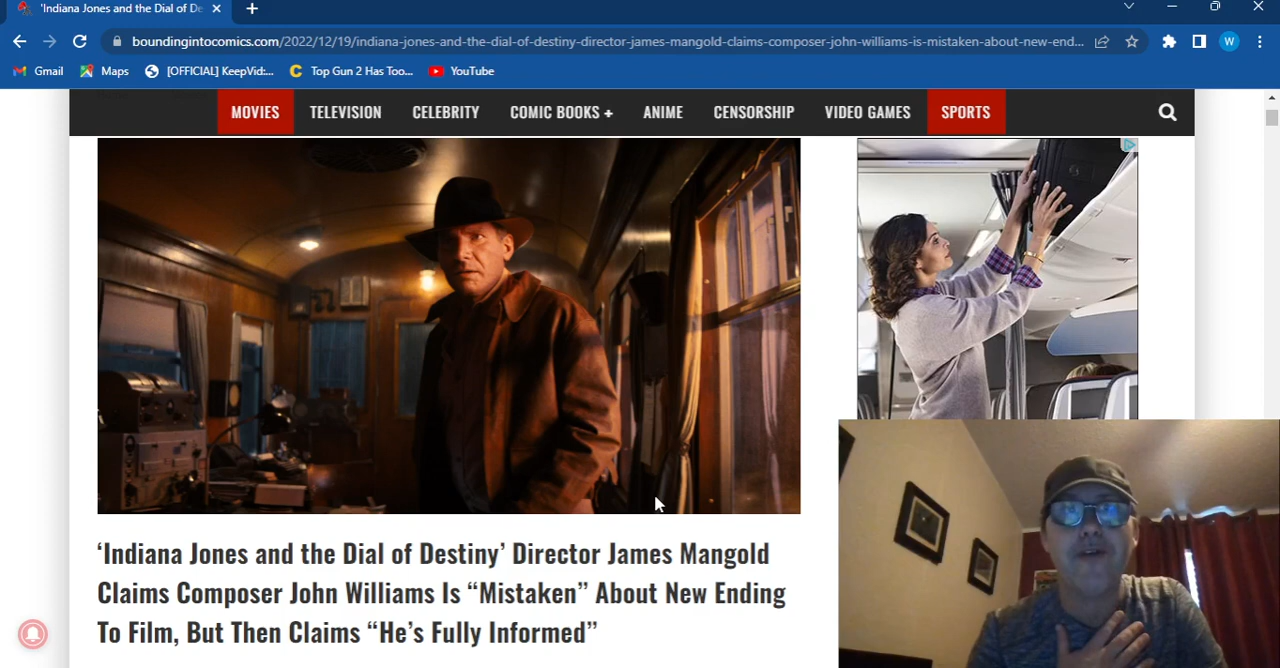 'Indiana Jones and the Dial of De
boundingintocomics.com/2022/12/19/indiana-jones-and-the-dial-of-destiny-director-james-mangold-claims-composer-john-williams-is-mistaken-about-new-end...
W
Gmail Maps [OFFICIAL] KeepVid:... Top Gun 2 Has Too... YouTube
MOVIES TELEVISION CELEBRITY COMIC BOOKS + ANIME CENSORSHIP VIDEO GAMES SPORTS
‘Indiana Jones and the Dial of Destiny’ Director James Mangold
Claims Composer John Williams Is “Mistaken” About New Ending
To Film, But Then Claims “He’s Fully Informed”